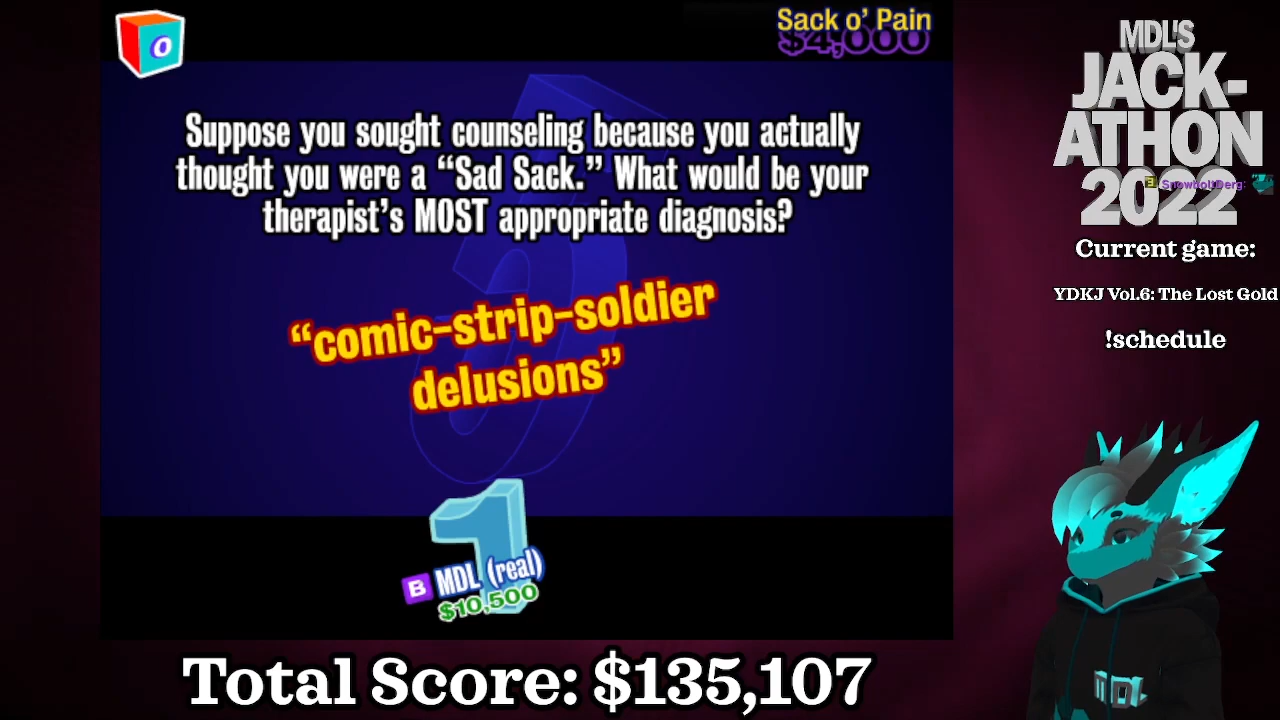 O
Sack o' Pain
$4,000
Suppose you sought counseling because you actually
thought you were a “Sad Sack.” What would be your
therapist's MOST appropriate diagnosis?
“comic-strip-soldier
delusions”
1
B MDL (real)
$10,500
Total Score: $135,107
MDL'S
JACK-
ATHON
2022
SnowboltDerg:
Current game:
YDKJ Vol.6: The Lost Gold
!schedule
MDL